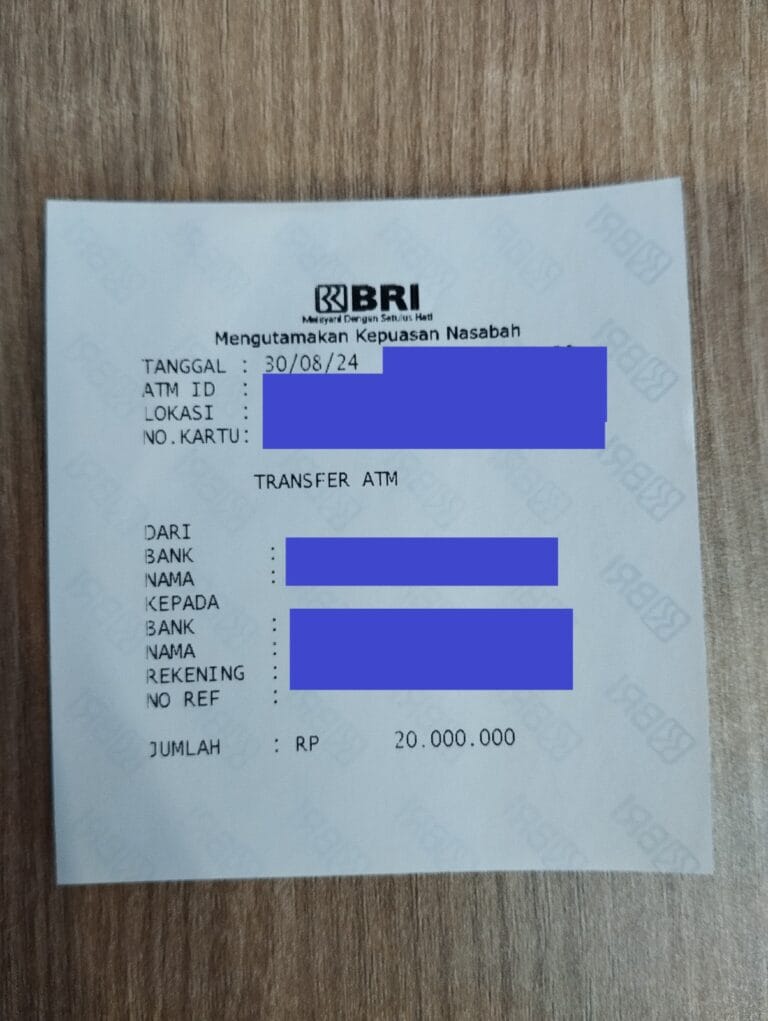 BRI
Melayani Dengan Setulus Hati
Mengutamakan Kepuasan Nasabah
TANGGAL : 30/08/24
ATM ID :
LOKASI :
NO.KARTU:
TRANSFER ATM
DARI
BANK :
NAMA :
KEPADA
BANK :
NAMA :
REKENING :
NO REF :
JUMLAH : RP 20.000.000